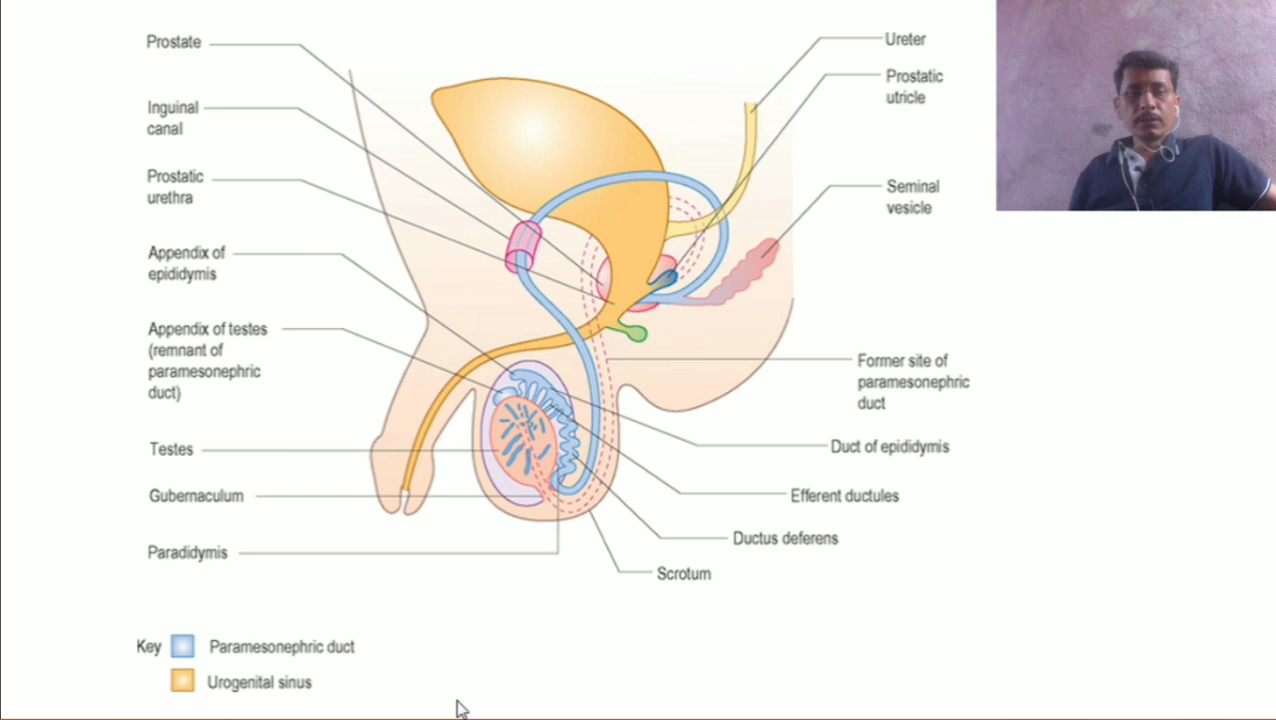 Prostate
Inguinal
canal
Prostatic
urethra
Appendix of
epididymis
Appendix of testes
(remnant of
paramesonephric
duct)
Testes
Gubernaculum
Paradidymis
Ureter
Prostatic
utricle
Seminal
vesicle
Former site of
paramesonephric
duct
Duct of epididymis
Efferent ductules
Ductus deferens
Scrotum
Key
Paramesonephric duct
Urogenital sinus